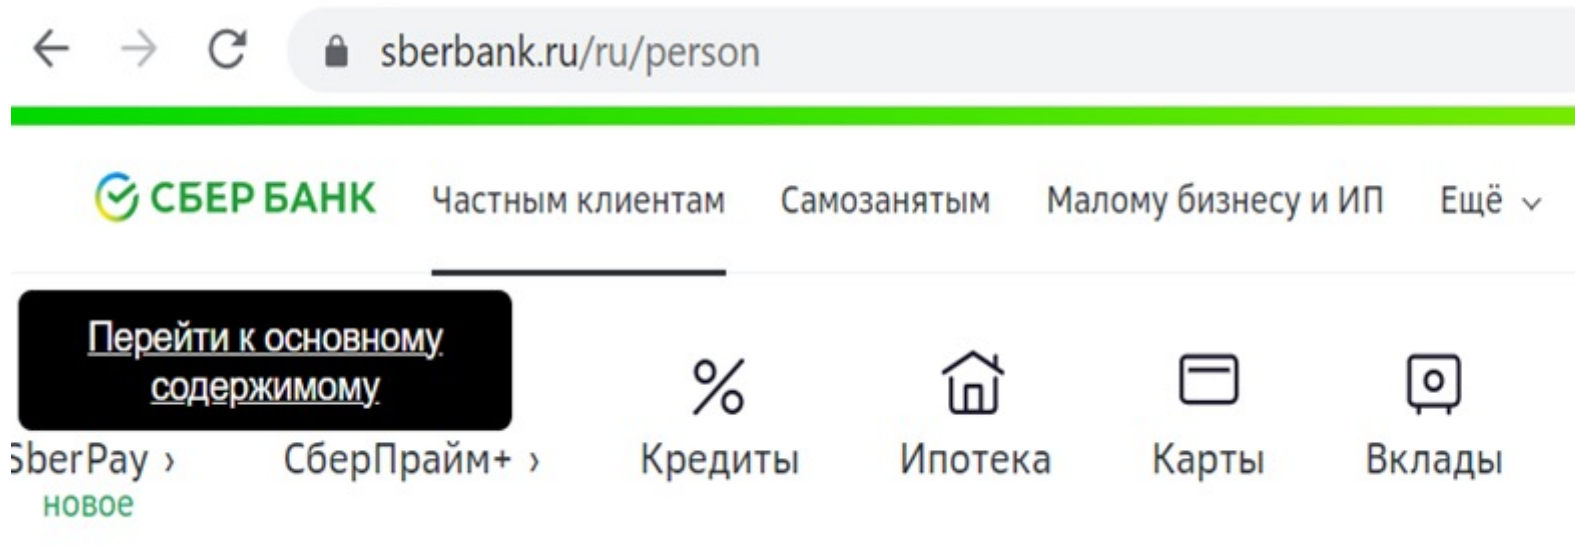 sberbank.ru/ru/person
СБЕР БАНК Частным клиентам Самозанятым Малому бизнесу и ИП Ещё
Перейти к основному
содержимому
SberPay › СберПрайм+ › Кредиты Ипотека Карты Вклады
новое